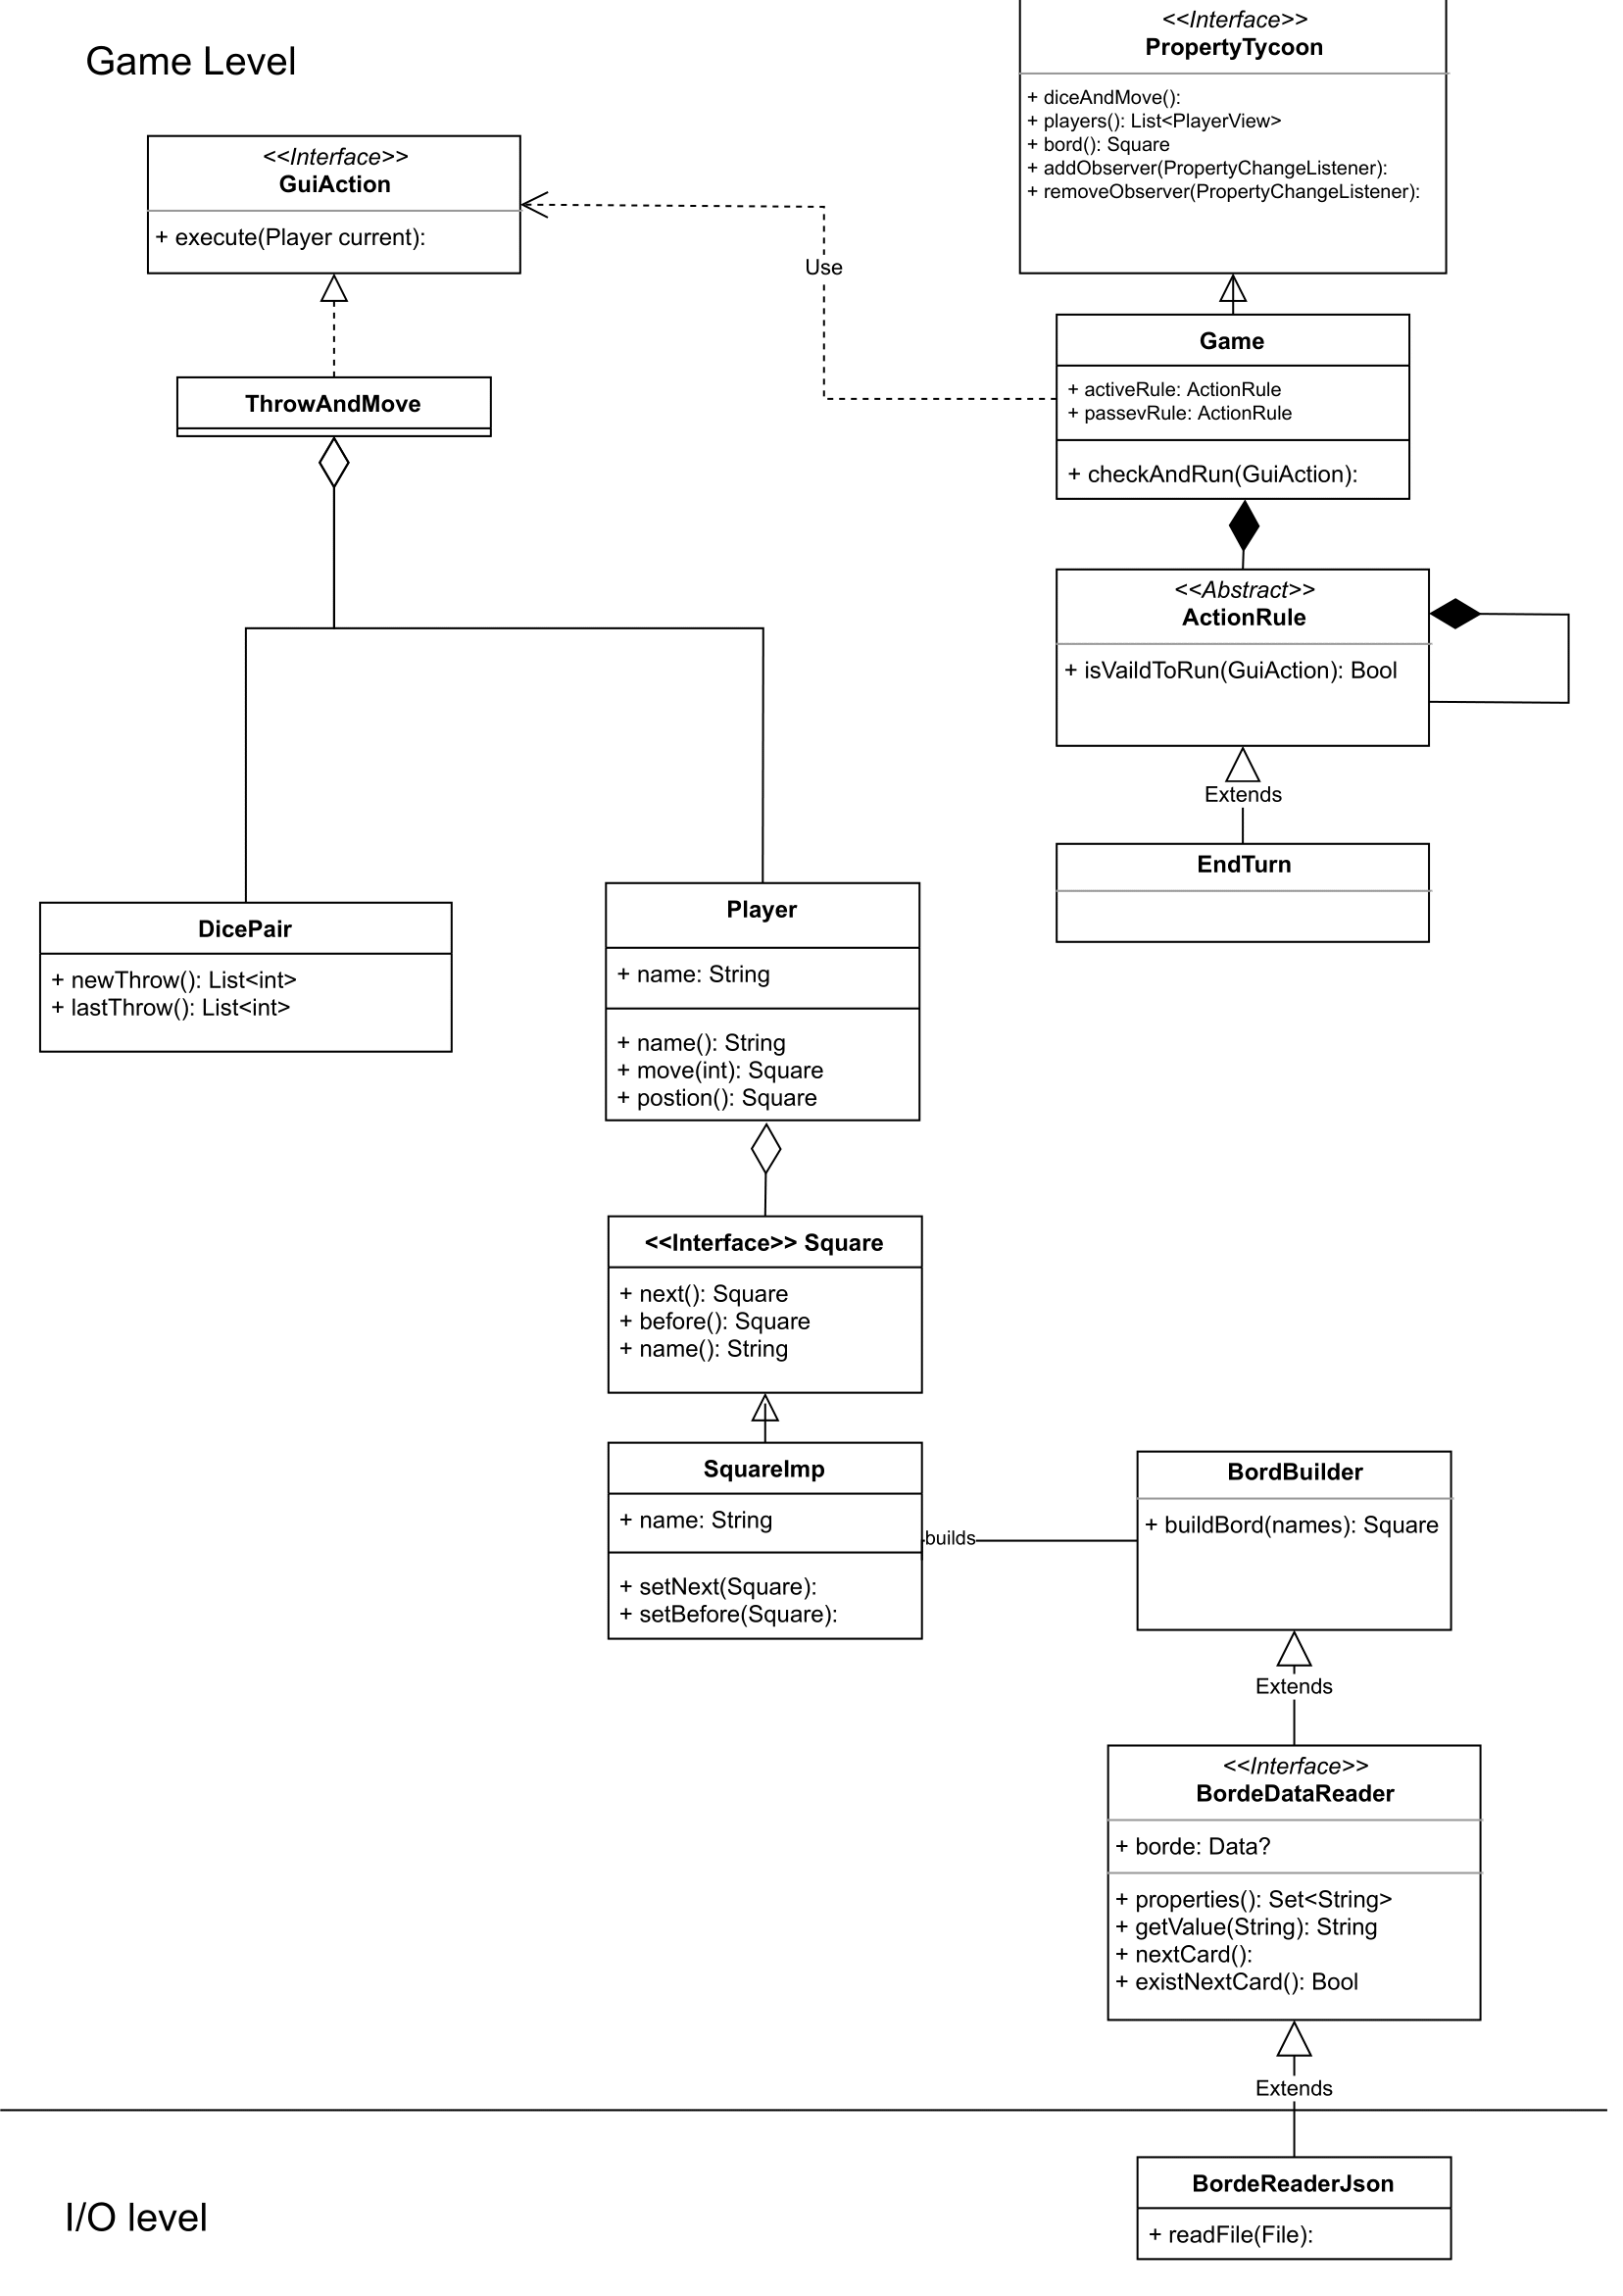 Game Level
<<Interface>>
PropertyTycoon
+ diceAndMove():
+ players(): List<PlayerView>
+ bord(): Square
+ addObserver(PropertyChangeListener):
+ removeObserver(PropertyChangeListener):
<<Interface>>
GuiAction
+ execute(Player current):
Use
Game
+ activeRule: ActionRule
+ passevRule: ActionRule
+ checkAndRun(GuiAction):
ThrowAndMove
<<Abstract>>
ActionRule
+ isVaildToRun(GuiAction): Bool
Extends
EndTurn
DicePair
+ newThrow(): List<int>
+ lastThrow(): List<int>
Player
+ name: String
+ name(): String
+ move(int): Square
+ postion(): Square
<<Interface>> Square
+ next(): Square
+ before(): Square
+ name(): String
SquareImp
+ name: String
+ setNext(Square):
+ setBefore(Square):
builds
BordBuilder
+ buildBord(names): Square
Extends
<<Interface>>
BordeDataReader
+ borde: Data?
+ properties(): Set<String>
+ getValue(String): String
+ nextCard():
+ existNextCard(): Bool
Extends
I/O level
BordeReaderJson
+ readFile(File):